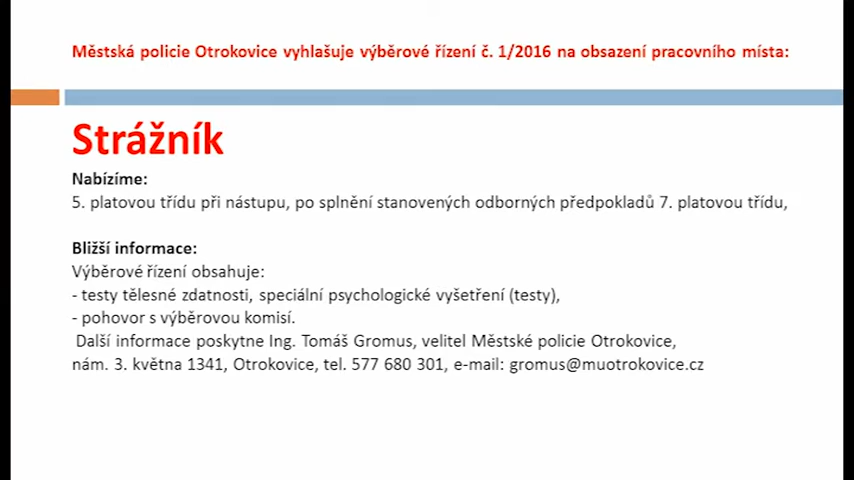 Městská policie Otrokovice vyhlašuje výběrové řízení č. 1/2016 na obsazení pracovního místa:
Strážník
Nabízíme:
5. platovou třídu při nástupu, po splnění stanovených odborných předpokladů 7. platovou třídu,
Bližší informace:
Výběrové řízení obsahuje:
- testy tělesné zdatnosti, speciální psychologické vyšetření (testy),
- pohovor s výběrovou komisí.
Další informace poskytne Ing. Tomáš Gromus, velitel Městské policie Otrokovice,
nám. 3. května 1341, Otrokovice, tel. 577 680 301, e-mail: gromus@muotrokovice.cz